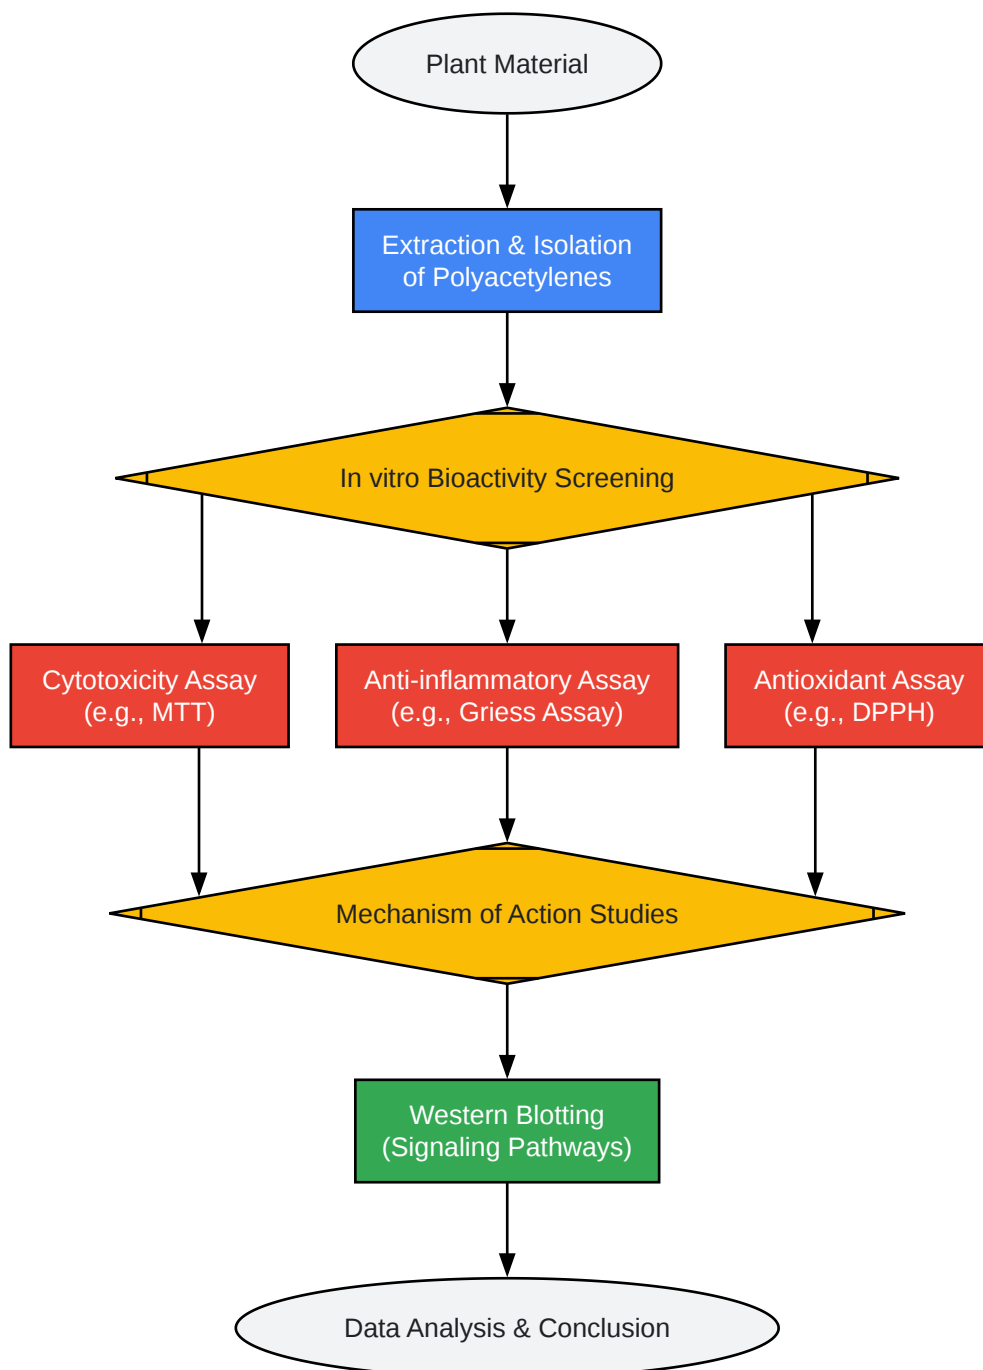 Plant Material
Extraction & Isolation
of Polyacetylenes
In vitro Bioactivity Screening
Cytotoxicity Assay
(e.g., MTT)
Anti-inflammatory Assay
(e.g., Griess Assay)
Antioxidant Assay
(e.g., DPPH)
Mechanism of Action Studies
Western Blotting
(Signaling Pathways)
Data Analysis & Conclusion